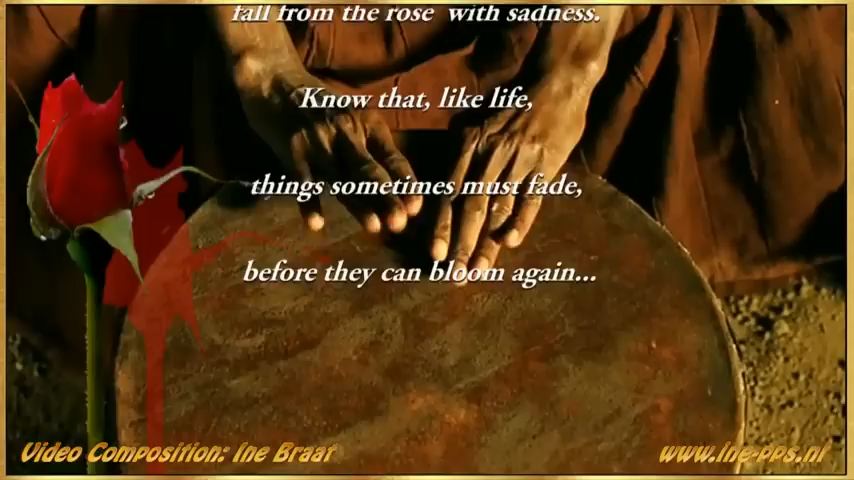 fall from the rose with sadness.
Know that, like life,
things sometimes must fade,
before they can bloom again...
Video Composition: Ine Braat
www.Ine-pps.nl